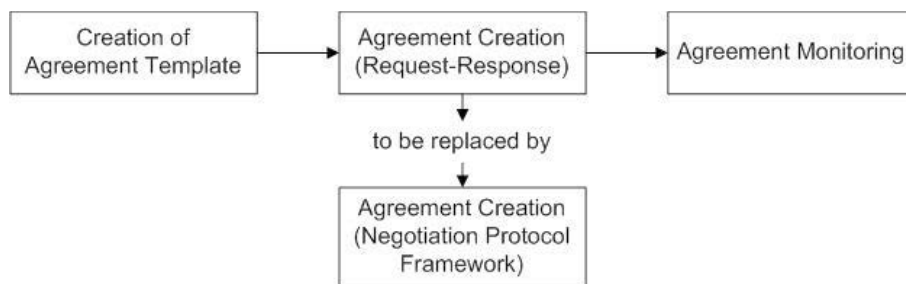 Creation of
Agreement Template
Agreement Creation
(Request-Response)
Agreement Monitoring
to be replaced by
Agreement Creation
(Negotiation Protocol
Framework)